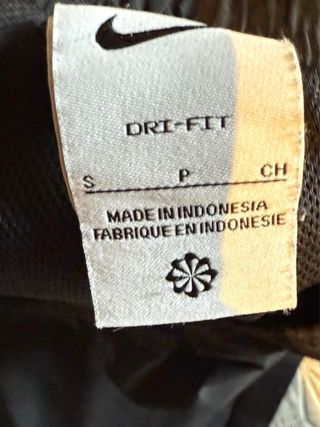 DRI-FIT
S P CH
MADE IN INDONESIA
FABRIQUE EN INDONESIE